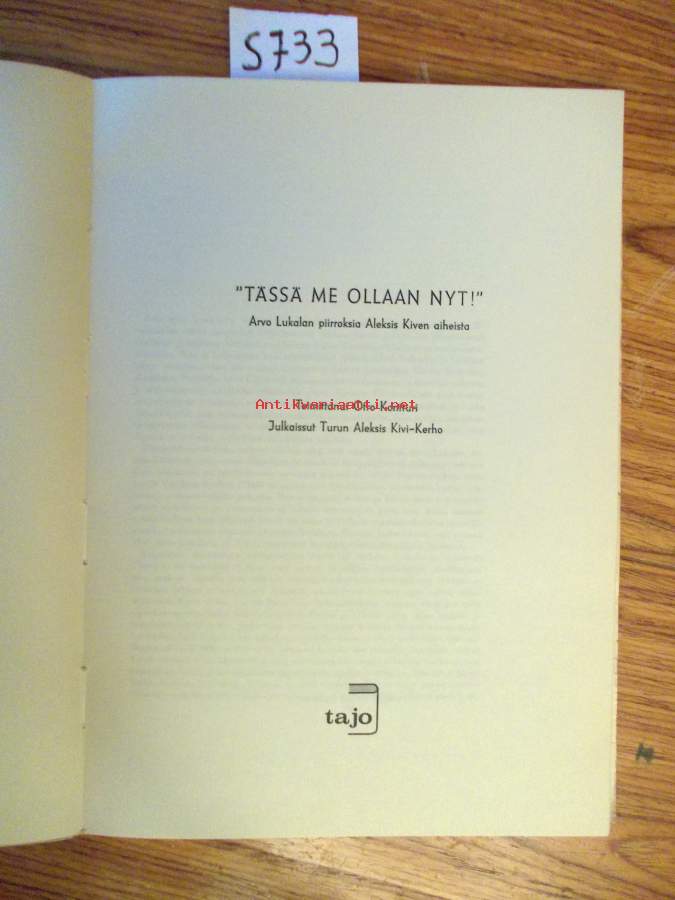 S733
"TÄSSÄ ME OLLAAN NYT!"
Arvo Lukalan piirroksia Aleksis Kiven aiheista
Antikvariaatti.net
Julkaissut Turun Aleksis Kivi-Kerho
tajo